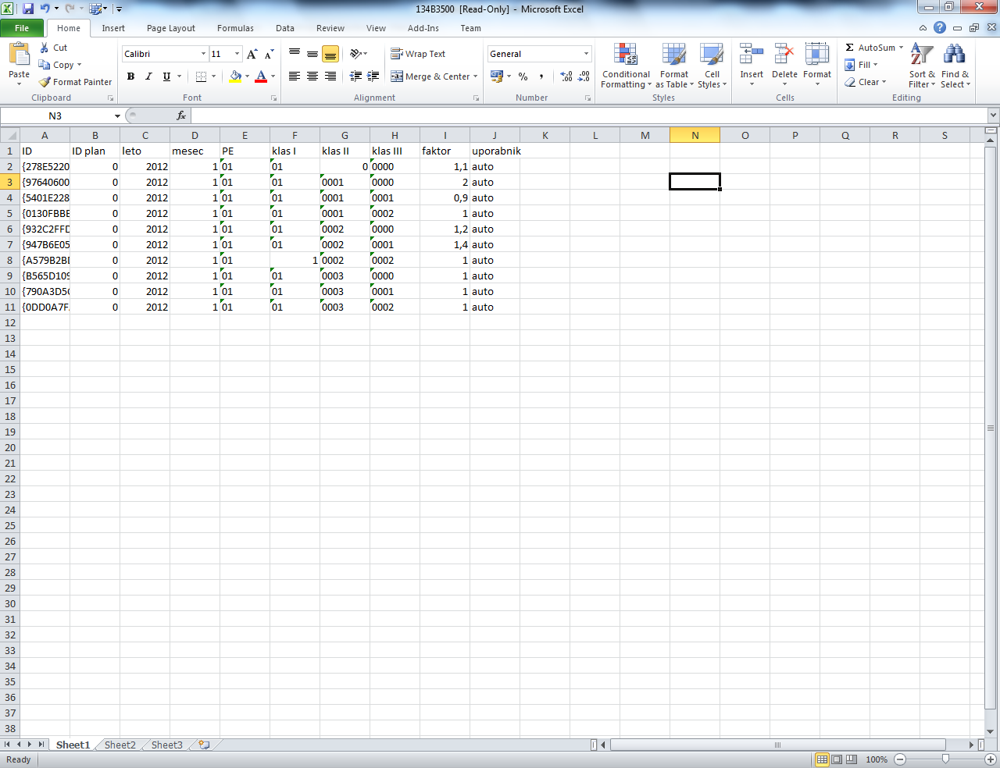 134B3500 [Read-Only] - Microsoft Excel
File Home Insert Page Layout Formulas Data Review View Add-Ins Team
Paste Cut Copy Format Painter Clipboard
Calibri 11 A A B I U A Font
Wrap Text Merge & Center Alignment
General % , Number
Conditional Formatting Format as Table Cell Styles Styles
Insert Delete Format Cells
Σ AutoSum Fill Clear Sort & Filter Find & Select Editing
N3 fx
A B C D E F G H I J K L M N O P Q R S
1 ID ID plan leto mesec PE klas I klas II klas III faktor uporabnik
2 {278E5220 0 2012 1 01 01 0 0000 1,1 auto
3 {97640600 0 2012 1 01 01 0001 0000 2 auto
4 {5401E228 0 2012 1 01 01 0001 0001 0,9 auto
5 {0130FBBE 0 2012 1 01 01 0001 0002 1 auto
6 {932C2FFD 0 2012 1 01 01 0002 0000 1,2 auto
7 {947B6E05 0 2012 1 01 01 0002 0001 1,4 auto
8 {A579B2BI 0 2012 1 01 1 0002 0002 1 auto
9 {B565D109 0 2012 1 01 01 0003 0000 1 auto
10 {790A3D5C 0 2012 1 01 01 0003 0001 1 auto
11 {0DD0A7F 0 2012 1 01 01 0003 0002 1 auto
12
13
14
15
16
17
18
19
20
21
22
23
24
25
26
27
28
29
30
31
32
33
34
35
36
37
38
Sheet1 Sheet2 Sheet3
Ready 100%